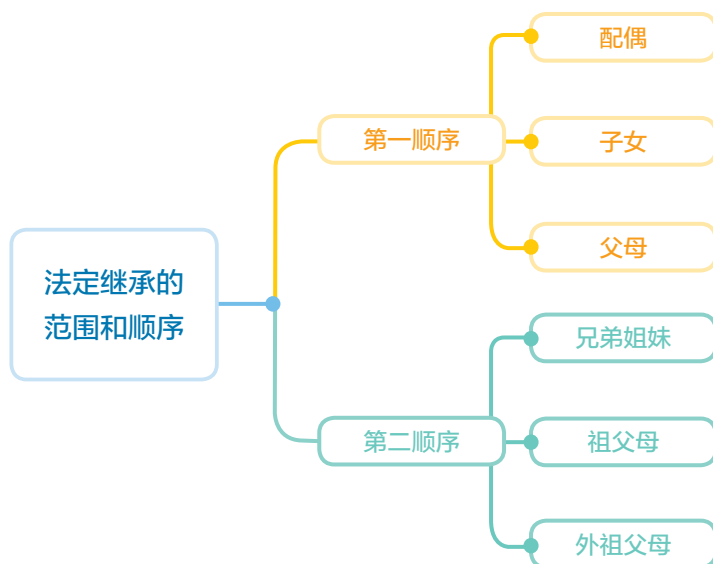 法定继承的
范围和顺序
第一顺序
配偶
子女
父母
第二顺序
兄弟姐妹
祖父母
外祖父母